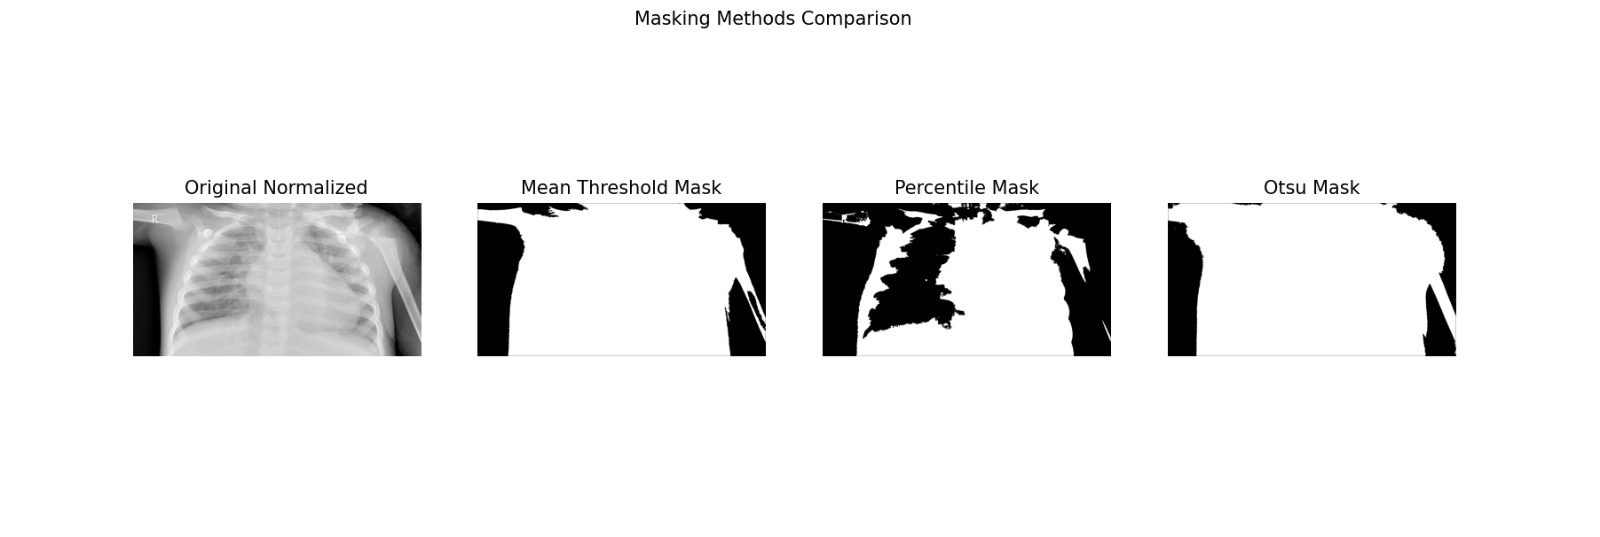 Masking Methods Comparison
Original Normalized
Mean Threshold Mask
Percentile Mask
Otsu Mask
R